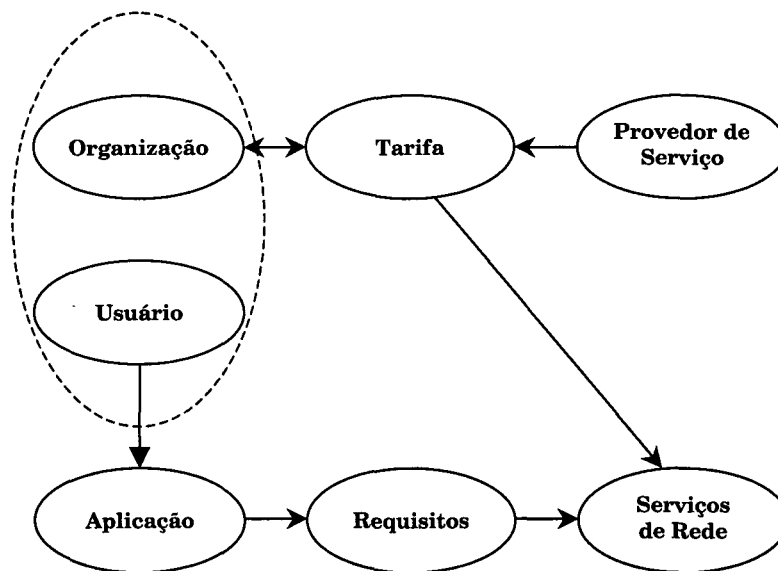 Organização
Tarifa
Provedor de
Serviço
Usuário
Aplicação
Requisitos
Serviços
de Rede